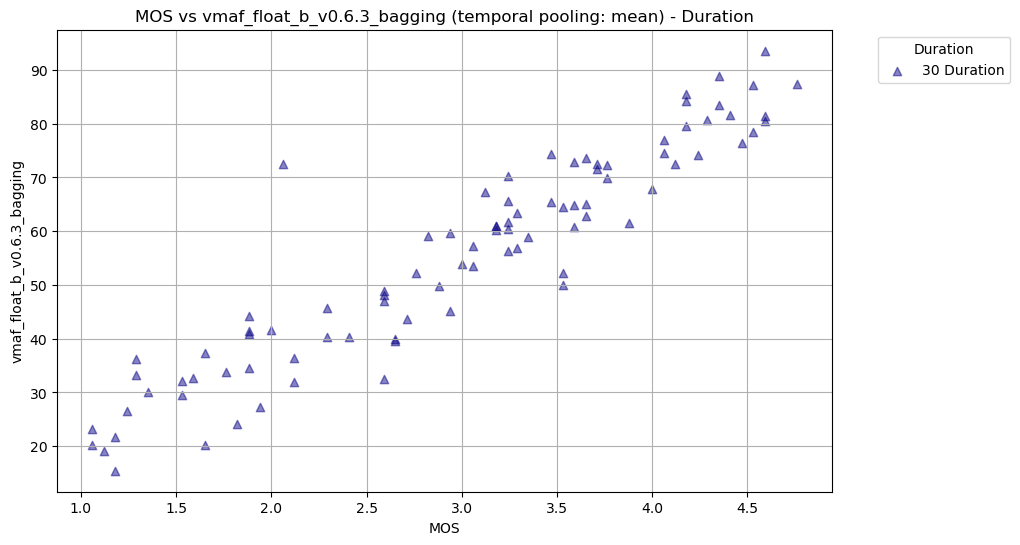 MOS vs vmaf_float_b_v0.6.3_bagging (temporal pooling: mean) - Duration
Duration
30 Duration
vmaf_float_b_v0.6.3_bagging
90
80
70
60
50
40
30
20
1.0 1.5 2.0 2.5 3.0 3.5 4.0 4.5
MOS